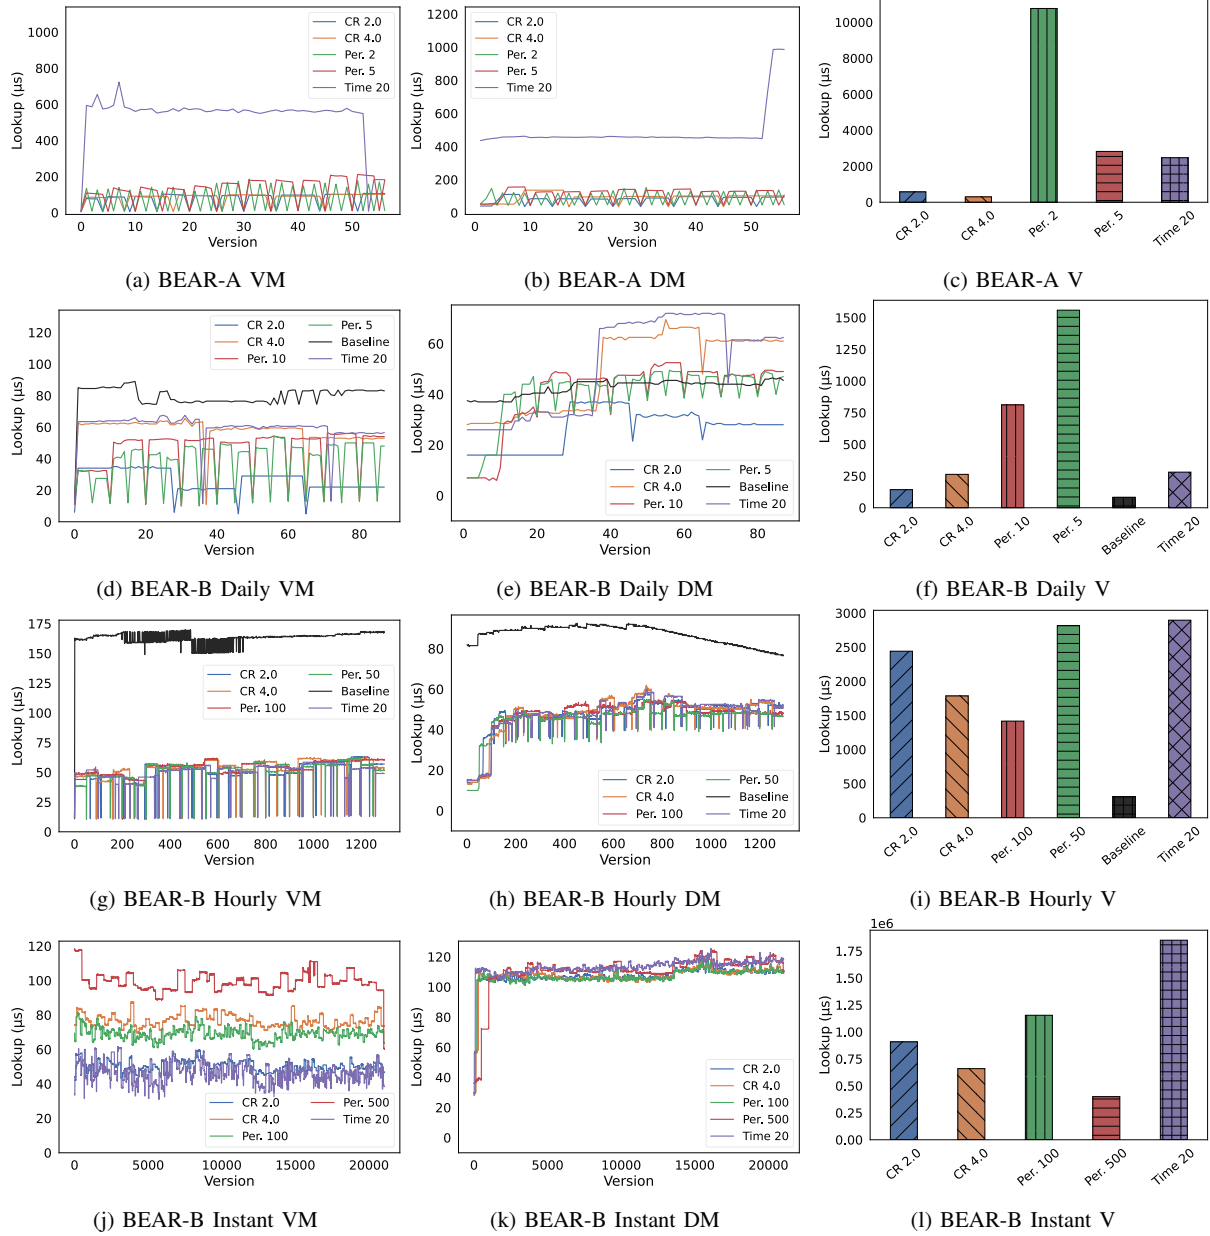 1000
800
600
400
200
0
Lookup (µs)
CR 2.0
CR 4.0
Per. 2
Per. 5
Time 20
0 10 20 30 40 50
Version
(a) BEAR-A VM
1200
1000
800
600
400
200
0
Lookup (µs)
CR 2.0
CR 4.0
Per. 2
Per. 5
Time 20
0 10 20 30 40 50
Version
(b) BEAR-A DM
10000
8000
6000
4000
2000
0
Lookup (µs)
CR 2.0 CR 4.0 Per. 2 Per. 5 Time 20
(c) BEAR-A V
120
100
80
60
40
20
0
Lookup (µs)
CR 2.0 Per. 5
CR 4.0 Baseline
Per. 10 Time 20
0 20 40 60 80
Version
(d) BEAR-B Daily VM
60
40
20
0
Lookup (µs)
CR 2.0 Per. 5
CR 4.0 Baseline
Per. 10 Time 20
0 20 40 60 80
Version
(e) BEAR-B Daily DM
1500
1250
1000
750
500
250
0
Lookup (µs)
CR 2.0 CR 4.0 Per. 10 Per. 5 Baseline Time 20
(f) BEAR-B Daily V
175
150
125
100
75
50
25
0
Lookup (µs)
CR 2.0 Per. 50
CR 4.0 Baseline
Per. 100 Time 20
0 200 400 600 800 1000 1200
Version
(g) BEAR-B Hourly VM
80
60
40
20
0
Lookup (µs)
CR 2.0 Per. 50
CR 4.0 Baseline
Per. 100 Time 20
0 200 400 600 800 1000 1200
Version
(h) BEAR-B Hourly DM
3000
2500
2000
1500
1000
500
0
Lookup (µs)
CR 2.0 CR 4.0 Per. 100 Per. 50 Baseline Time 20
(i) BEAR-B Hourly V
120
100
80
60
40
20
0
Lookup (µs)
CR 2.0 Per. 500
CR 4.0 Time 20
Per. 100
0 5000 10000 15000 20000
Version
(j) BEAR-B Instant VM
120
100
80
60
40
20
0
Lookup (µs)
CR 2.0
CR 4.0
Per. 100
Per. 500
Time 20
0 5000 10000 15000 20000
Version
(k) BEAR-B Instant DM
1e6
1.75
1.50
1.25
1.00
0.75
0.50
0.25
0.00
Lookup (µs)
CR 2.0 CR 4.0 Per. 100 Per. 500 Time 20
(l) BEAR-B Instant V